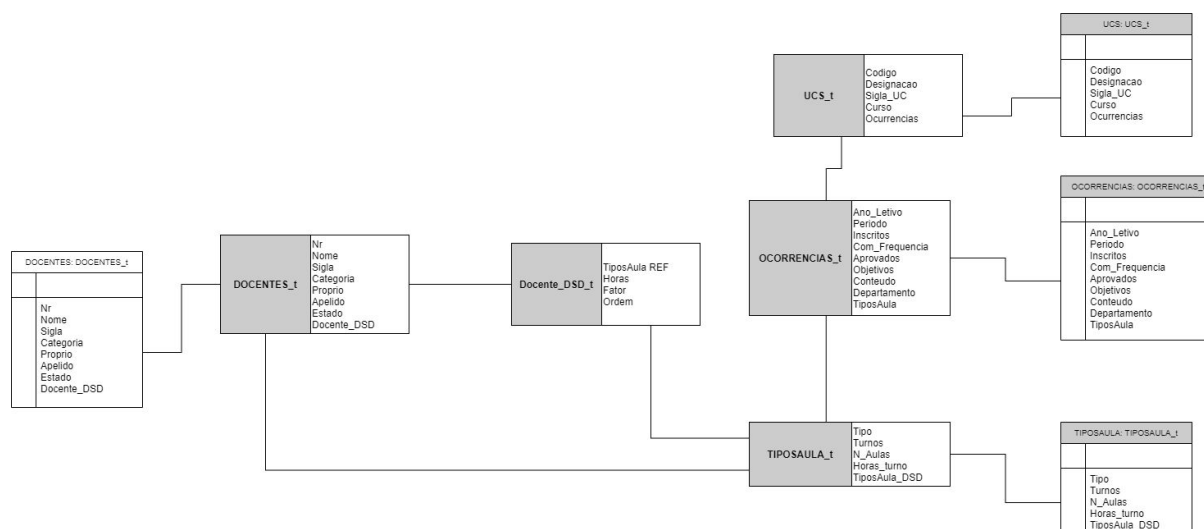 UCS: UCS_t
Codigo
Designacao
Sigla_UC
Curso
Ocurrencias
UCS_t
Codigo
Designacao
Sigla_UC
Curso
Ocurrencias
OCORRENCIAS: OCORRENCIAS_t
Ano_Letivo
Periodo
Inscritos
Com_Frequencia
Aprovados
Objetivos
Conteudo
Departamento
TiposAula
OCORRENCIAS_t
Ano_Letivo
Periodo
Inscritos
Com_Frequencia
Aprovados
Objetivos
Conteudo
Departamento
TiposAula
DOCENTES: DOCENTES_t
Nr
Nome
Sigla
Categoria
Proprio
Apelido
Estado
Docente_DSD
DOCENTES_t
Nr
Nome
Sigla
Categoria
Proprio
Apelido
Estado
Docente_DSD
Docente_DSD_t
TiposAula REF
Horas
Fator
Ordem
TIPOSAULA_t
Tipo
Turnos
N_Aulas
Horas_turno
TiposAula_DSD
TIPOSAULA: TIPOSAULA_t
Tipo
Turnos
N_Aulas
Horas_turno
TiposAula_DSD